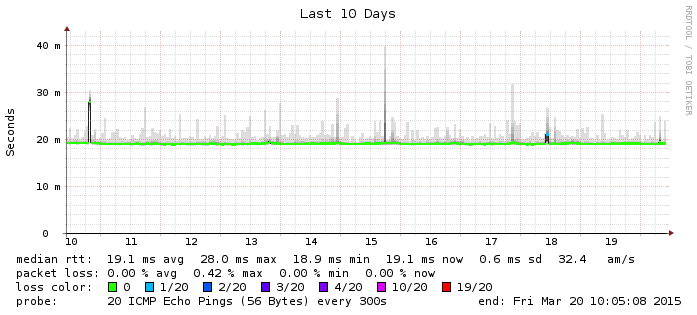 Last 10 Days
RRDTOOL / TOBI OETIKER
Seconds
40 m
30 m
20 m
10 m
0
10 11 12 13 14 15 16 17 18 19
median rtt: 19.1 ms avg 28.0 ms max 18.9 ms min 19.1 ms now 0.6 ms sd 32.4 am/s
packet loss: 0.00 % avg 0.42 % max 0.00 % min 0.00 % now
loss color: 0 1/20 2/20 3/20 4/20 10/20 19/20
probe: 20 ICMP Echo Pings (56 Bytes) every 300s end: Fri Mar 20 10:05:08 2015